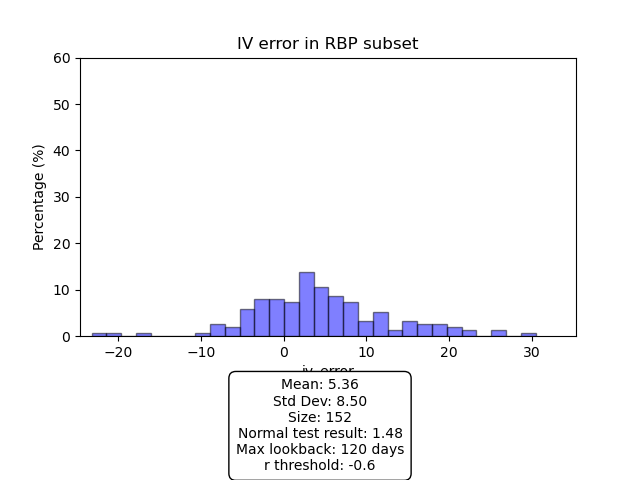 IV error in RBP subset
60
50
40
30
20
10
0
Percentage (%)
−20
−10
0
10
20
30
iv_error
Mean: 5.36
Std Dev: 8.50
Size: 152
Normal test result: 1.48
Max lookback: 120 days
r threshold: -0.6